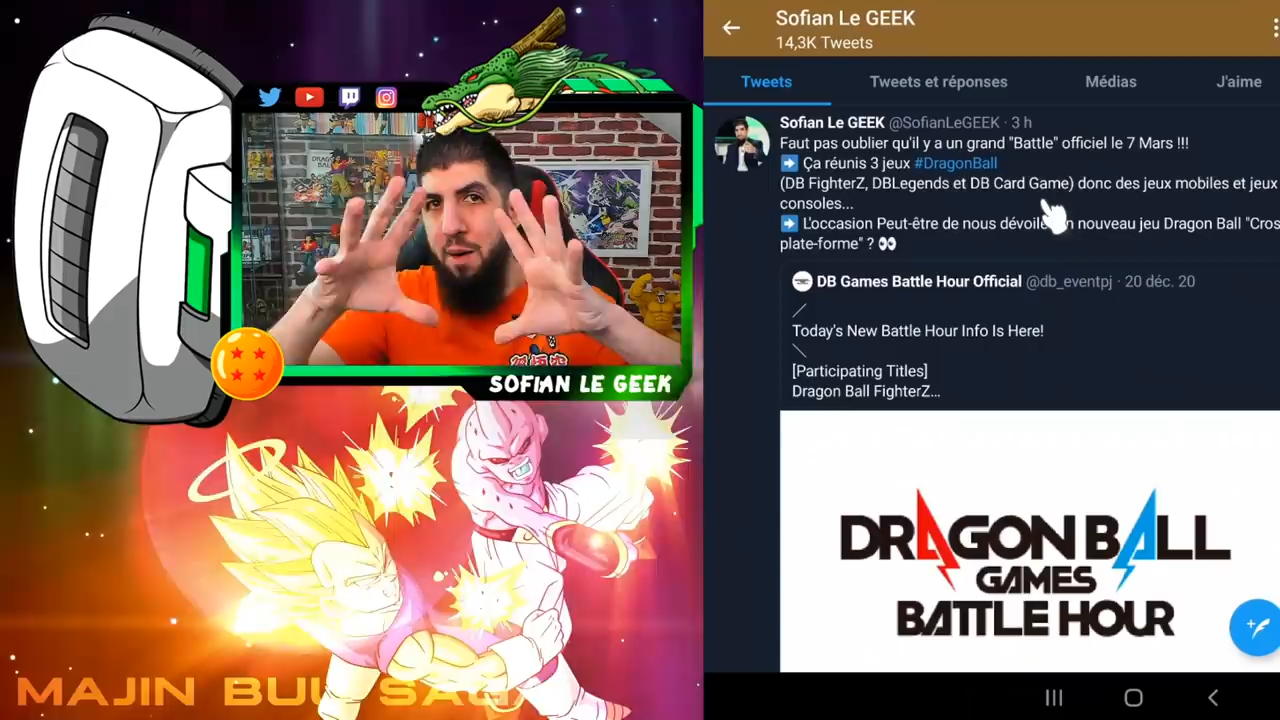 SOFIAN LE GEEK
MAJIN BUU SAGA
Sofian Le GEEK
14,3K Tweets
Tweets
Tweets et réponses
Médias
J'aime
Sofian Le GEEK @SofianLeGEEK · 3 h
Faut pas oublier qu'il y a un grand "Battle" officiel le 7 Mars !!!
➡ Ça réunis 3 jeux #DragonBall
(DB FighterZ, DBLegends et DB Card Game) donc des jeux mobiles et jeux
consoles...
➡ L'occasion Peut-être de nous dévoile nouveau jeu Dragon Ball "Cros
plate-forme" ? 👀
DB Games Battle Hour Official @db_eventpj · 20 déc. 20
／
Today's New Battle Hour Info Is Here!
＼
[Participating Titles]
Dragon Ball FighterZ...
DRAGON BALL
GAMES
BATTLE HOUR